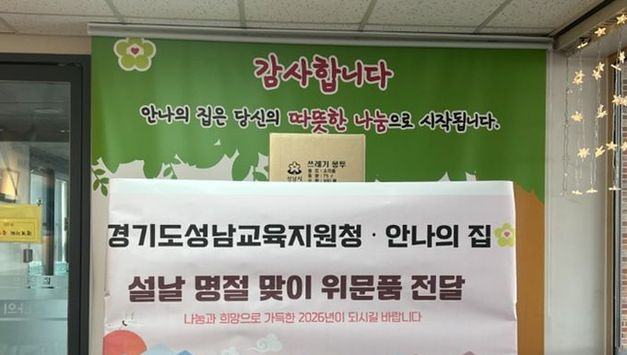 감사합니다
안나의 집은 당신의 따뜻한 나눔으로 시작됩니다.
쓰레기 봉투
성남시
경기도성남교육지원청 · 안나의 집
설날 명절 맞이 위문품 전달
나눔과 희망으로 가득한 2026년이 되시길 바랍니다